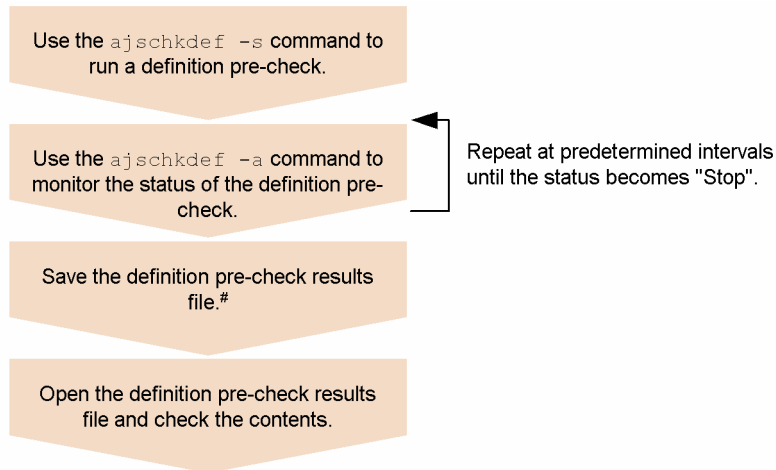 Use the ajschkdef -s command to
run a definition pre-check.
Use the ajschkdef -a command to
monitor the status of the definition pre-
check.
Repeat at predetermined intervals
until the status becomes "Stop".
Save the definition pre-check results
file.#
Open the definition pre-check results
file and check the contents.